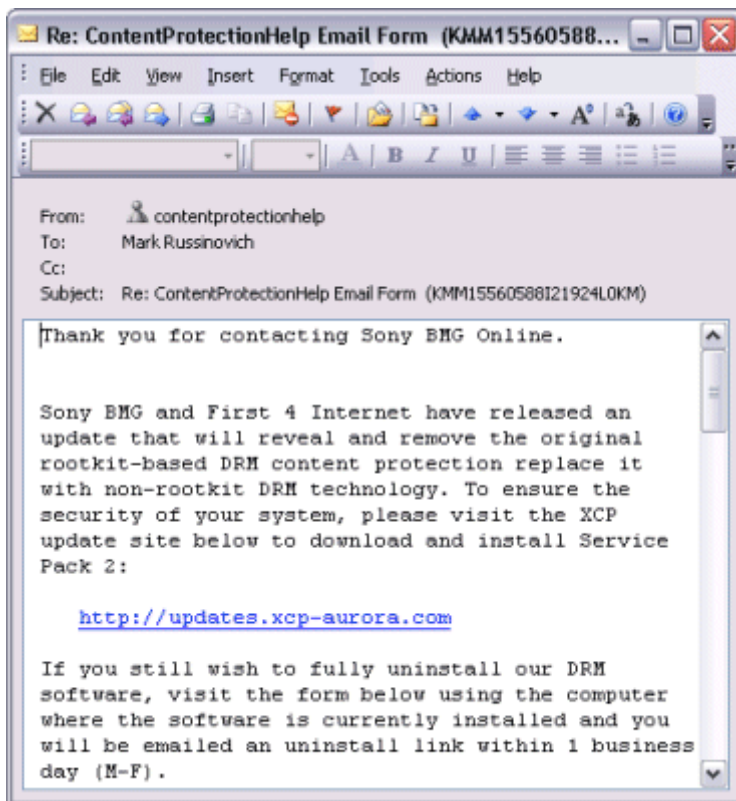 Re: ContentProtectionHelp Email Form (KMM15560588...
File Edit View Insert Format Tools Actions Help
A B I U
From: contentprotectionhelp
To: Mark Russinovich
Cc:
Subject: Re: ContentProtectionHelp Email Form (KMM15560588I21924L0KM)
Thank you for contacting Sony BMG Online.
Sony BMG and First 4 Internet have released an
update that will reveal and remove the original
rootkit-based DRM content protection replace it
with non-rootkit DRM technology. To ensure the
security of your system, please visit the XCP
update site below to download and install Service
Pack 2:
http://updates.xcp-aurora.com
If you still wish to fully uninstall our DRM
software, visit the form below using the computer
where the software is currently installed and you
will be emailed an uninstall link within 1 business
day (M-F).